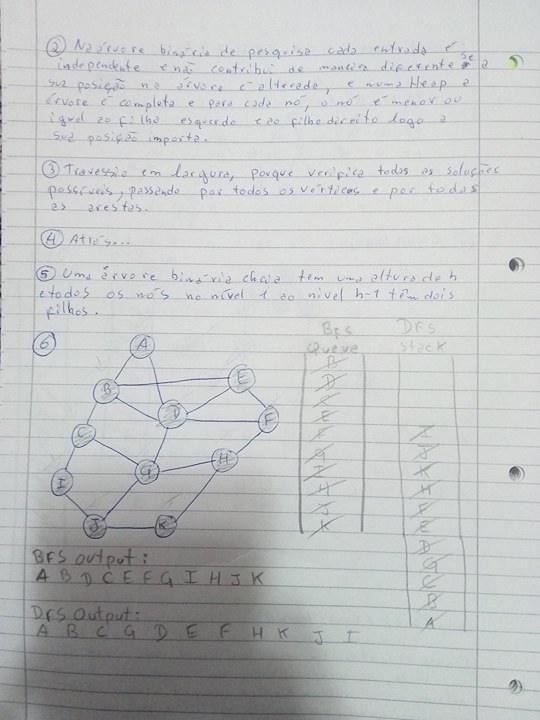 ② Na árvore binária de pesquisa cada entrada é
independente e não contribui de maneira diferente se a
sua posição na árvore é alterada, e numa Heap a
árvore é completa e para cada nó, o nó é menor ou
igual ao filho esquerdo e ao filho direito logo a
sua posição importa.
③ Travessia em largura, porque verifica todas as soluções
possíveis, passando por todos os vértices e por todas
as arestas.
④ Atrás...
⑤ Uma árvore binária cheia tem uma altura de h
e todos os nós no nível 1 ao nível h-1 têm dois
filhos.
⑥
A
B
E
D
F
C
G
H
I
J
K
BFS
Queue
B
D
C
E
F
G
I
H
J
K
DFS
Stack
I
J
K
H
F
E
D
G
C
B
A
BFS output:
A B D C E F G I H J K
DFS Output:
A B C G D E F H K J I